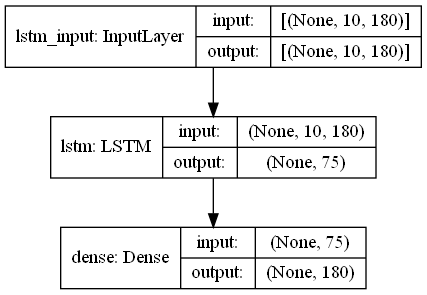 lstm_input: InputLayer
input: [(None, 10, 180)]
output: [(None, 10, 180)]
lstm: LSTM
input: (None, 10, 180)
output: (None, 75)
dense: Dense
input: (None, 75)
output: (None, 180)